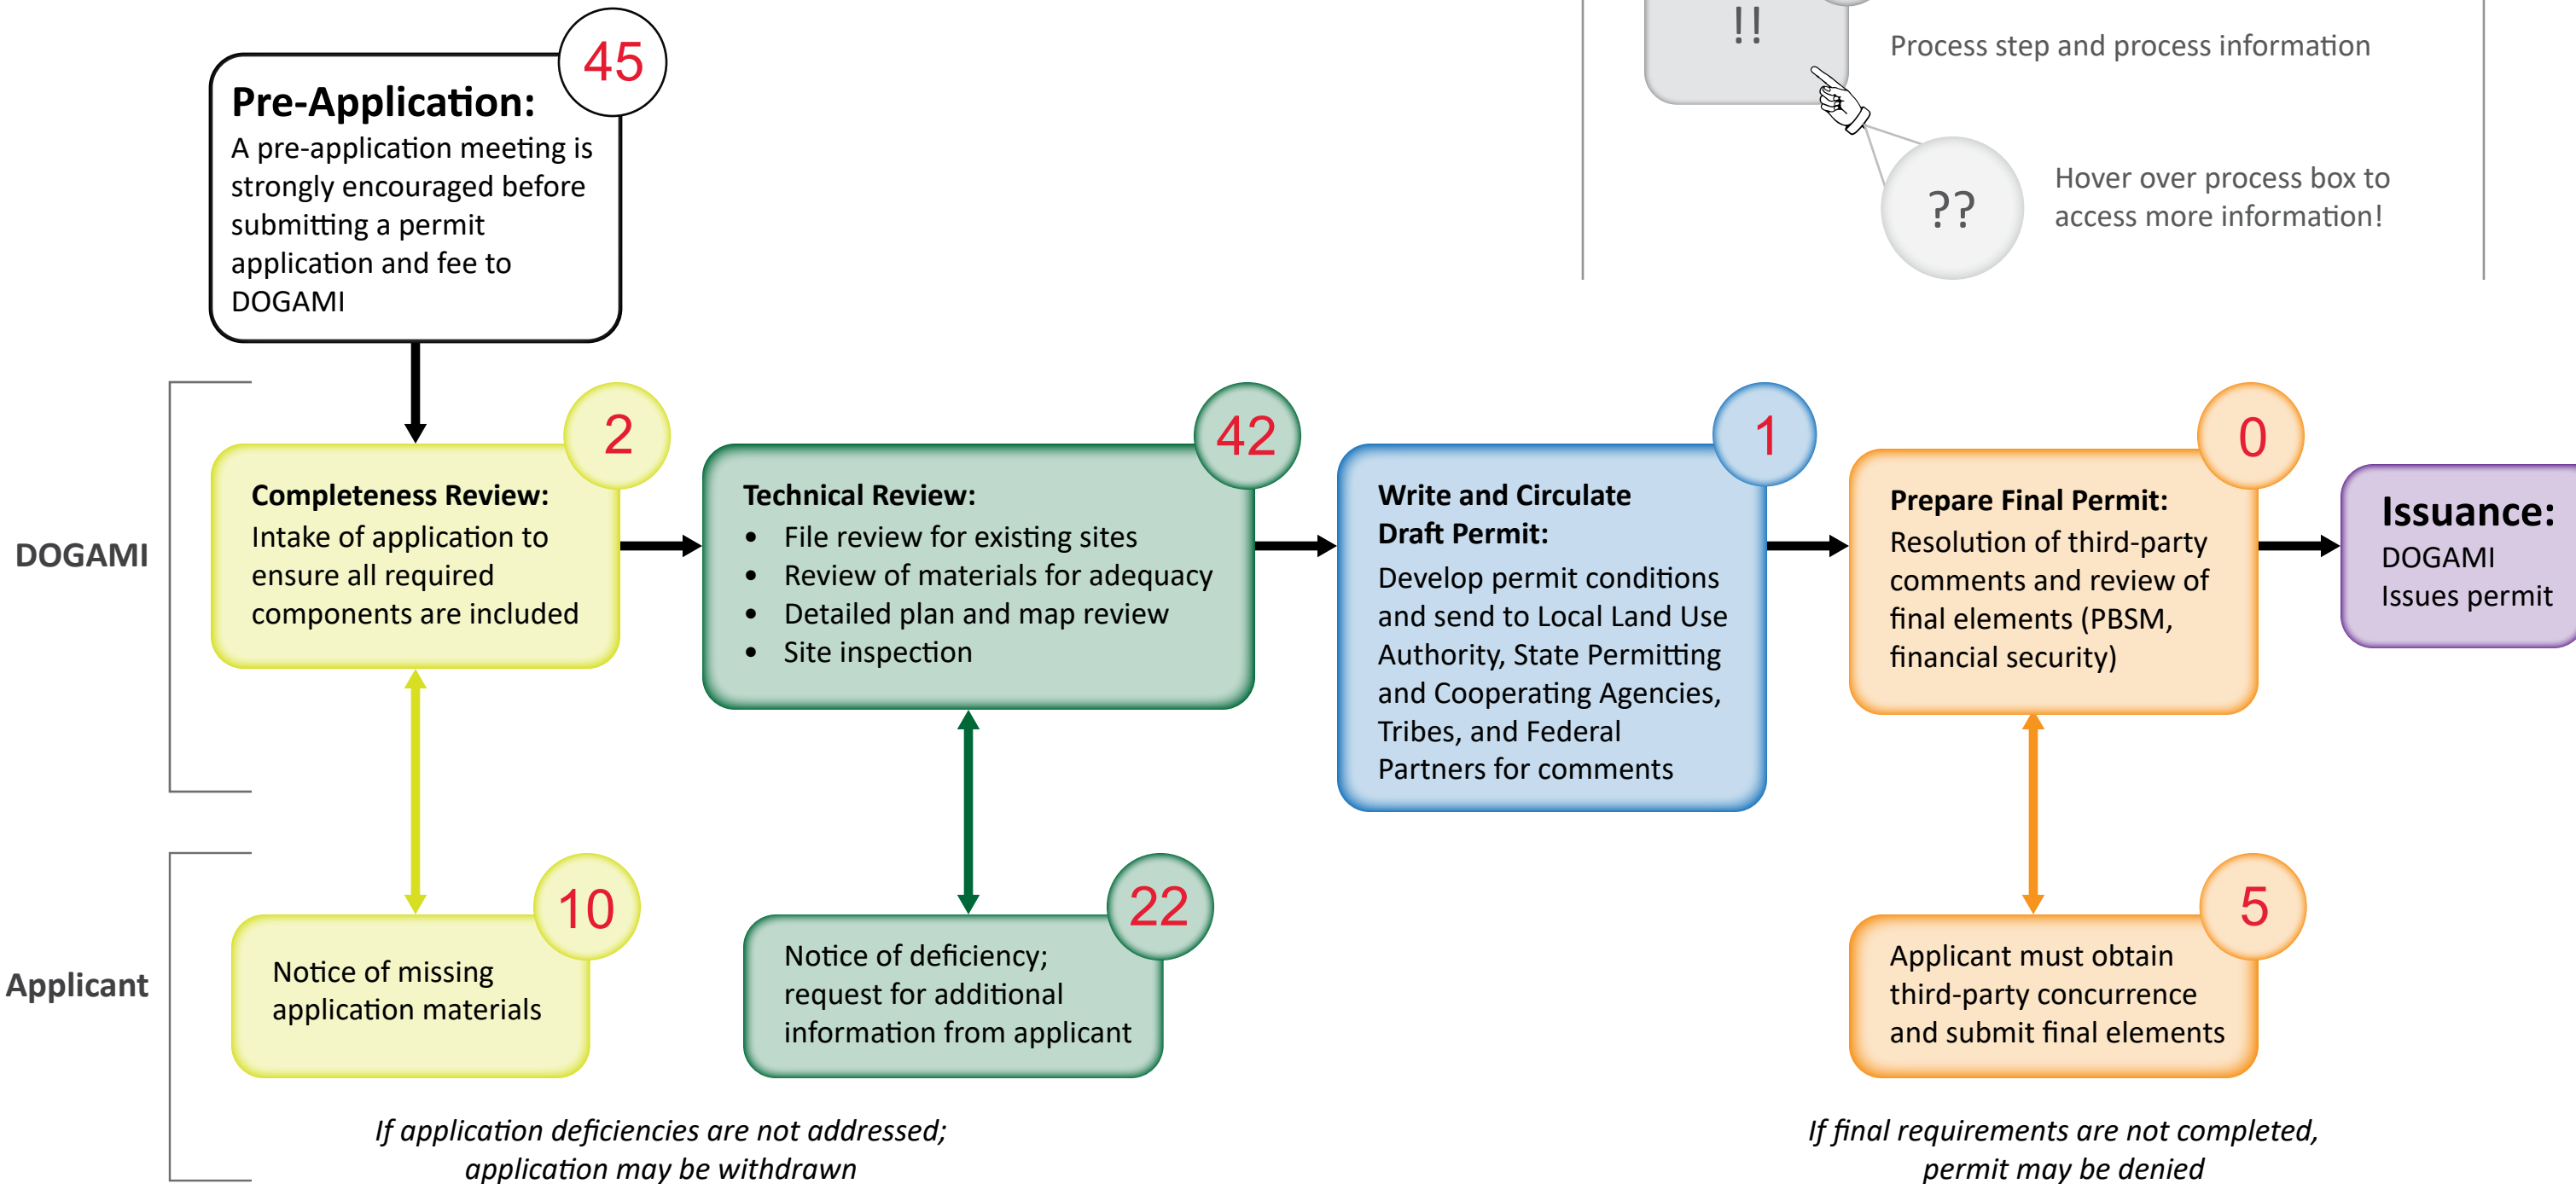 !!
Process step and process information
??
Hover over process box to
access more information!
45
Pre-Application:
A pre-application meeting is
strongly encouraged before
submitting a permit
application and fee to
DOGAMI
DOGAMI
2
Completeness Review:
Intake of application to
ensure all required
components are included
42
Technical Review:
• File review for existing sites
• Review of materials for adequacy
• Detailed plan and map review
• Site inspection
1
Write and Circulate
Draft Permit:
Develop permit conditions
and send to Local Land Use
Authority, State Permitting
and Cooperating Agencies,
Tribes, and Federal
Partners for comments
0
Prepare Final Permit:
Resolution of third-party
comments and review of
final elements (PBSM,
financial security)
Issuance:
DOGAMI
Issues permit
Applicant
10
Notice of missing
application materials
22
Notice of deficiency;
request for additional
information from applicant
5
Applicant must obtain
third-party concurrence
and submit final elements
If application deficiencies are not addressed;
application may be withdrawn
If final requirements are not completed,
permit may be denied